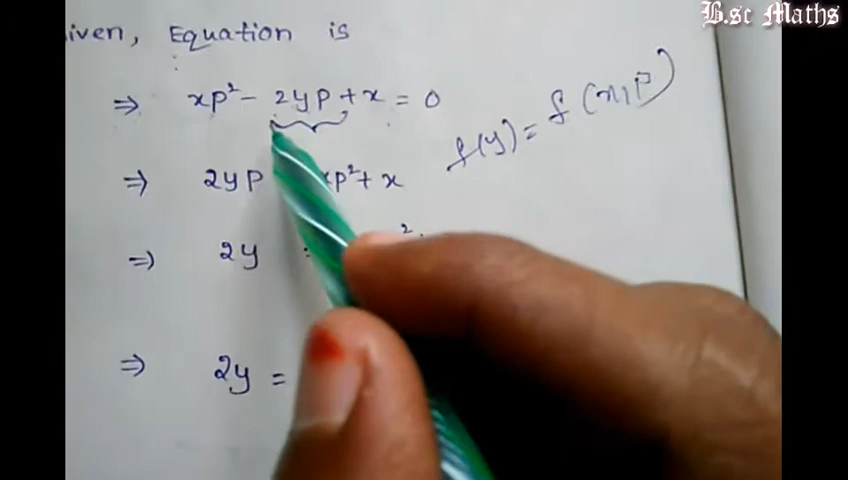 B.sc Maths
iven, Equation is
⇒ xp² - 2yp + x = 0
f(y) = f(x,p)
⇒ 2yp xp² + x
⇒ 2y
⇒ 2y =